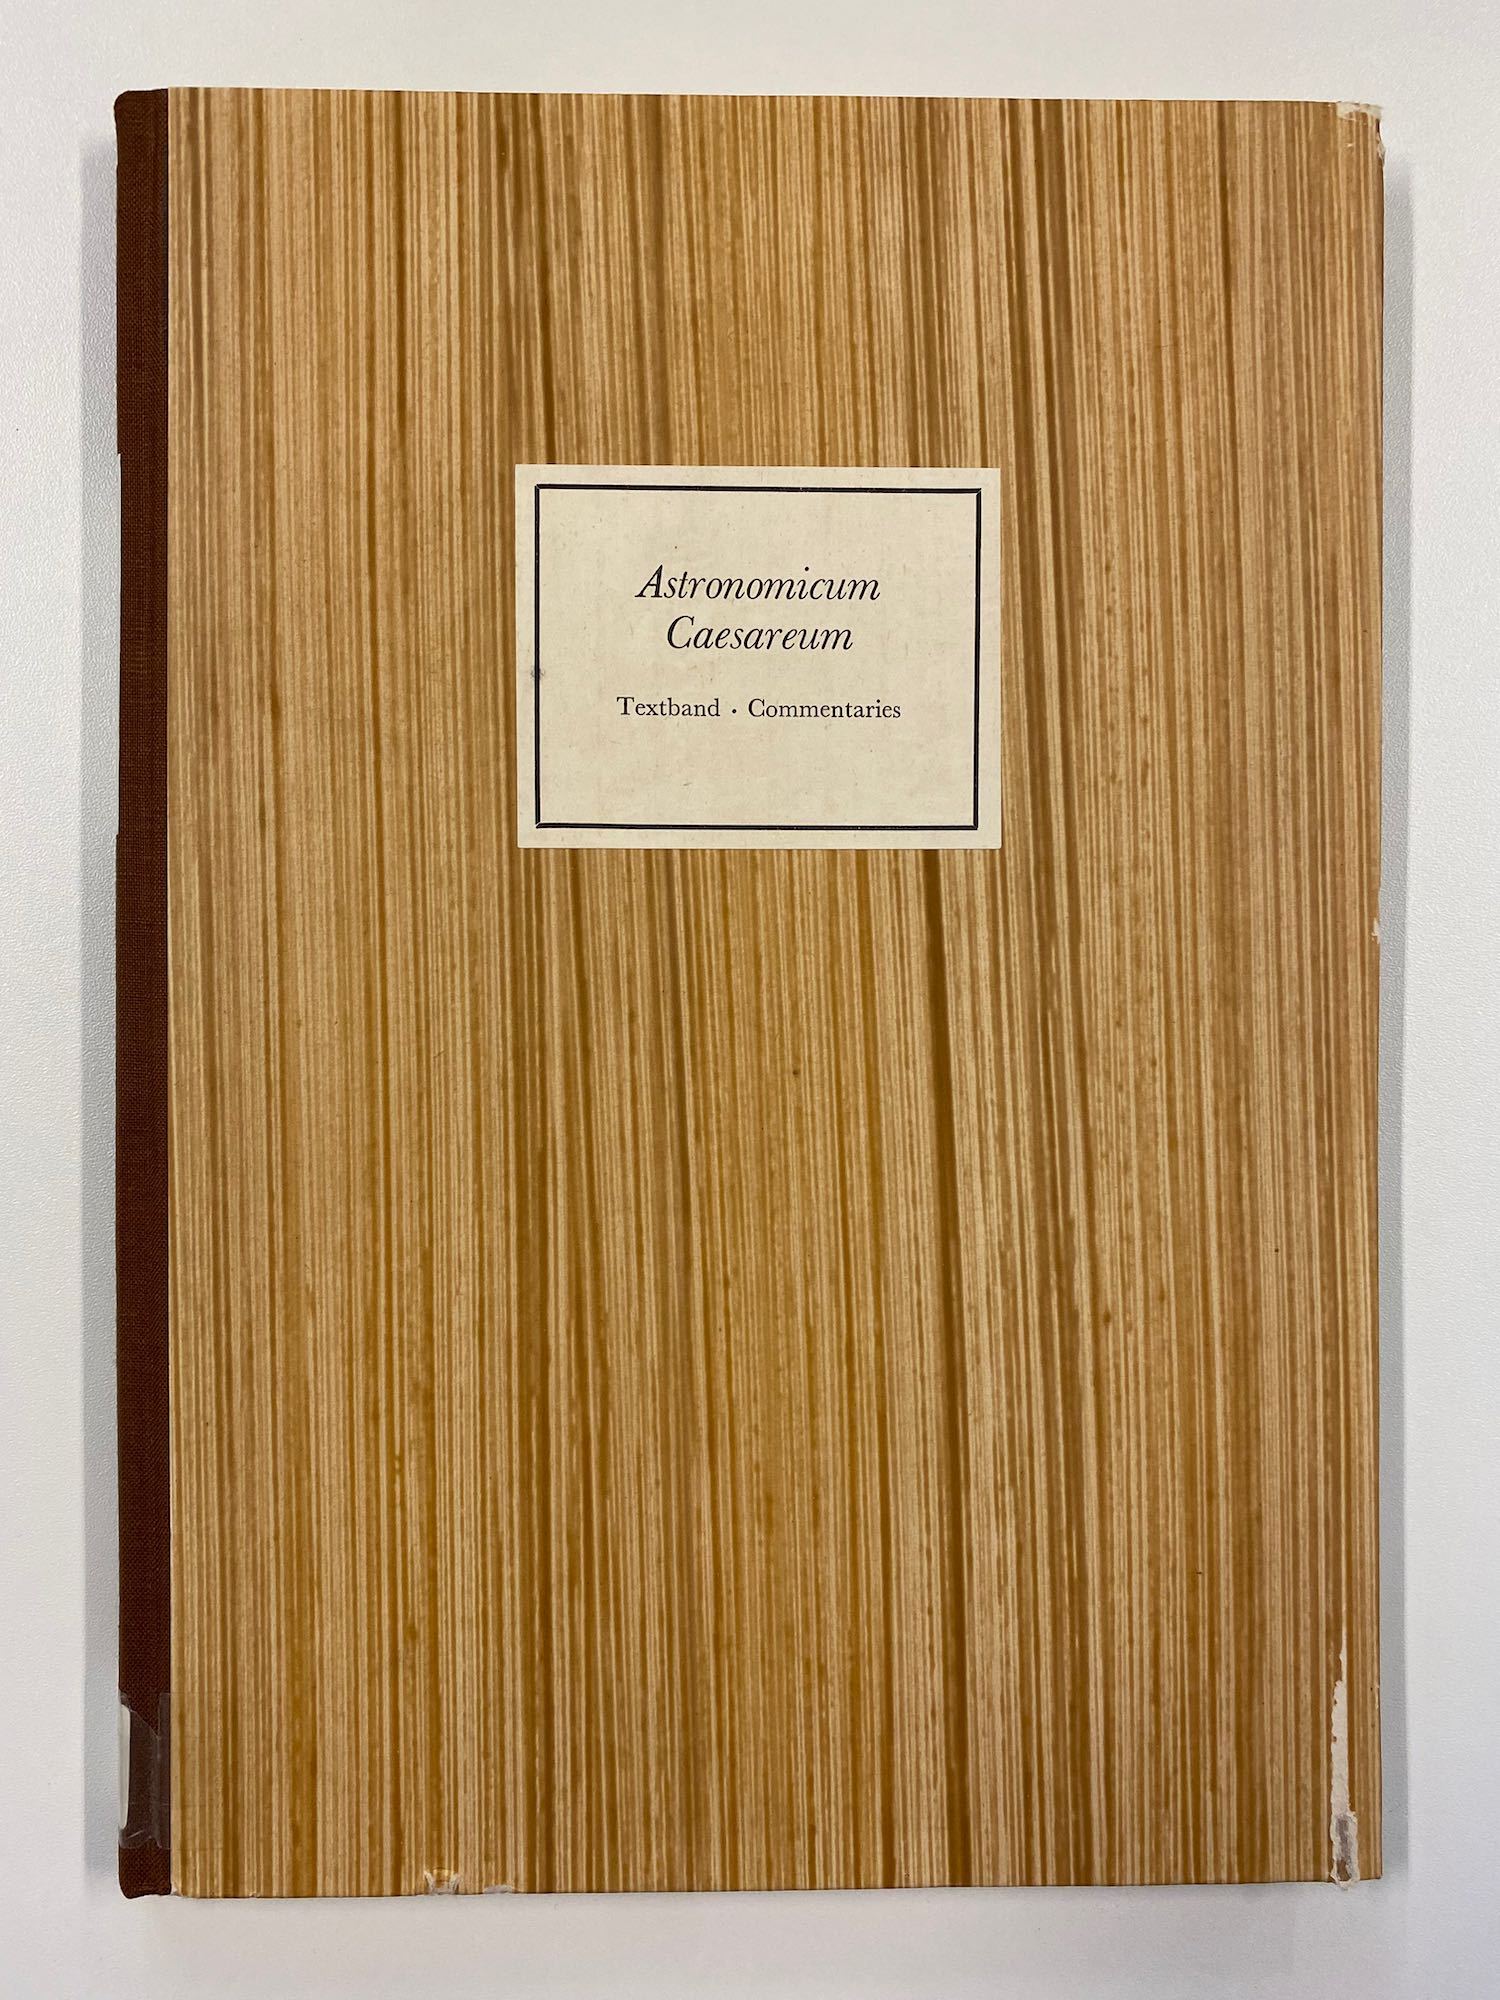 Astronomicum
Caesareum
Textband · Commentaries